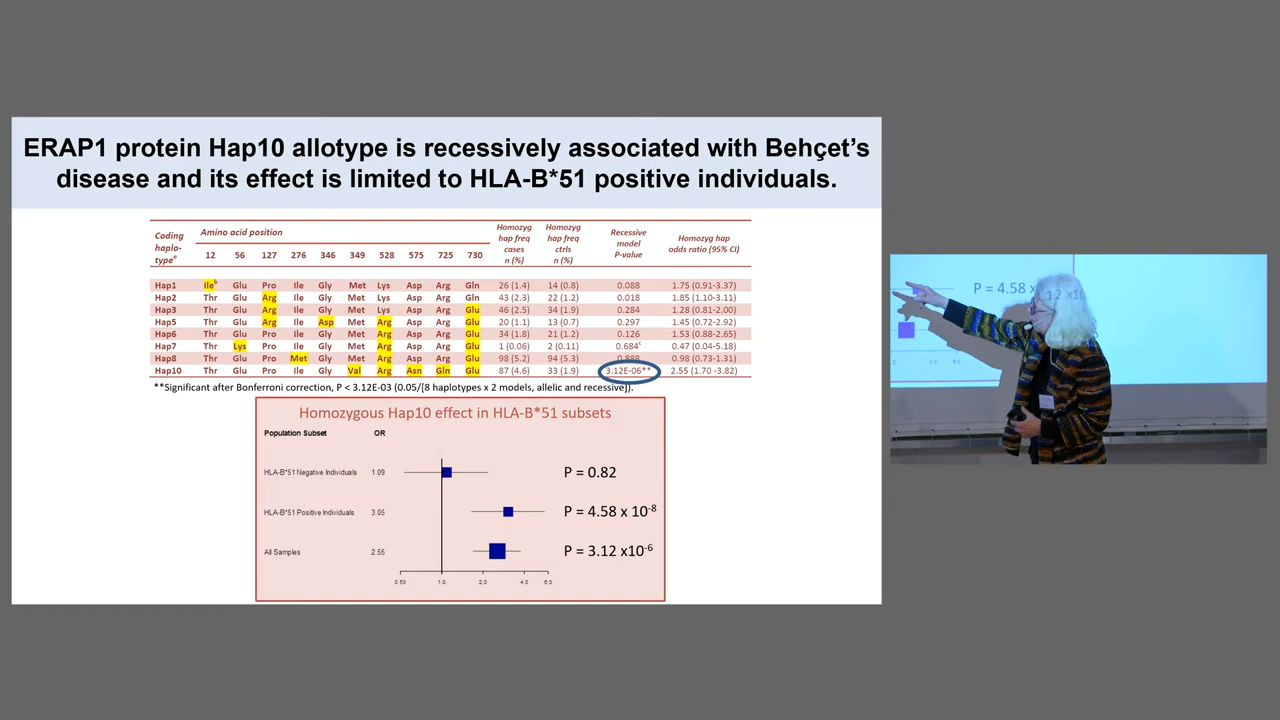 ERAP1 protein Hap10 allotype is recessively associated with Behçet's
disease and its effect is limited to HLA-B*51 positive individuals.
Coding haplo-typeᵃ Amino acid position Homozyg hap freq cases n (%) Homozyg hap freq ctrls n (%) Recessive model P-value Homozyg hap odds ratio (95% CI)
12 56 127 276 346 349 528 575 725 730
Hap1 Ileᵇ Glu Pro Ile Gly Met Lys Asp Arg Gln 26 (1.4) 14 (0.8) 0.088 1.75 (0.91-3.37)
Hap2 Thr Glu Arg Ile Gly Met Lys Asp Arg Gln 43 (2.3) 22 (1.2) 0.018 1.85 (1.10-3.11)
Hap3 Thr Glu Arg Ile Gly Met Lys Asp Arg Glu 46 (2.5) 34 (1.9) 0.284 1.28 (0.81-2.00)
Hap5 Thr Glu Arg Ile Asp Met Arg Asp Arg Glu 20 (1.1) 13 (0.7) 0.297 1.45 (0.72-2.92)
Hap6 Thr Glu Pro Ile Gly Met Arg Asp Arg Glu 34 (1.8) 21 (1.2) 0.126 1.53 (0.88-2.65)
Hap7 Thr Lys Pro Ile Gly Met Arg Asp Arg Glu 1 (0.06) 2 (0.11) 0.684ᶜ 0.47 (0.04-5.18)
Hap8 Thr Glu Pro Met Gly Met Arg Asp Arg Glu 98 (5.2) 94 (5.3) 0.888 0.98 (0.73-1.31)
Hap10 Thr Glu Pro Ile Gly Val Arg Asn Gln Glu 87 (4.6) 33 (1.9) 3.12E-06** 2.55 (1.70 -3.82)
**Significant after Bonferroni correction, P < 3.12E-03 (0.05/[8 haplotypes x 2 models, allelic and recessive]).
Homozygous Hap10 effect in HLA-B*51 subsets
Population Subset OR
HLA-B*51 Negative Individuals 1.09 P = 0.82
HLA-B*51 Positive Individuals 3.05 P = 4.58 x 10⁻⁸
All Samples 2.55 P = 3.12 x10⁻⁶
0.50 1.0 2.0 4.0 6.0
P = 4.58 x
12 x10